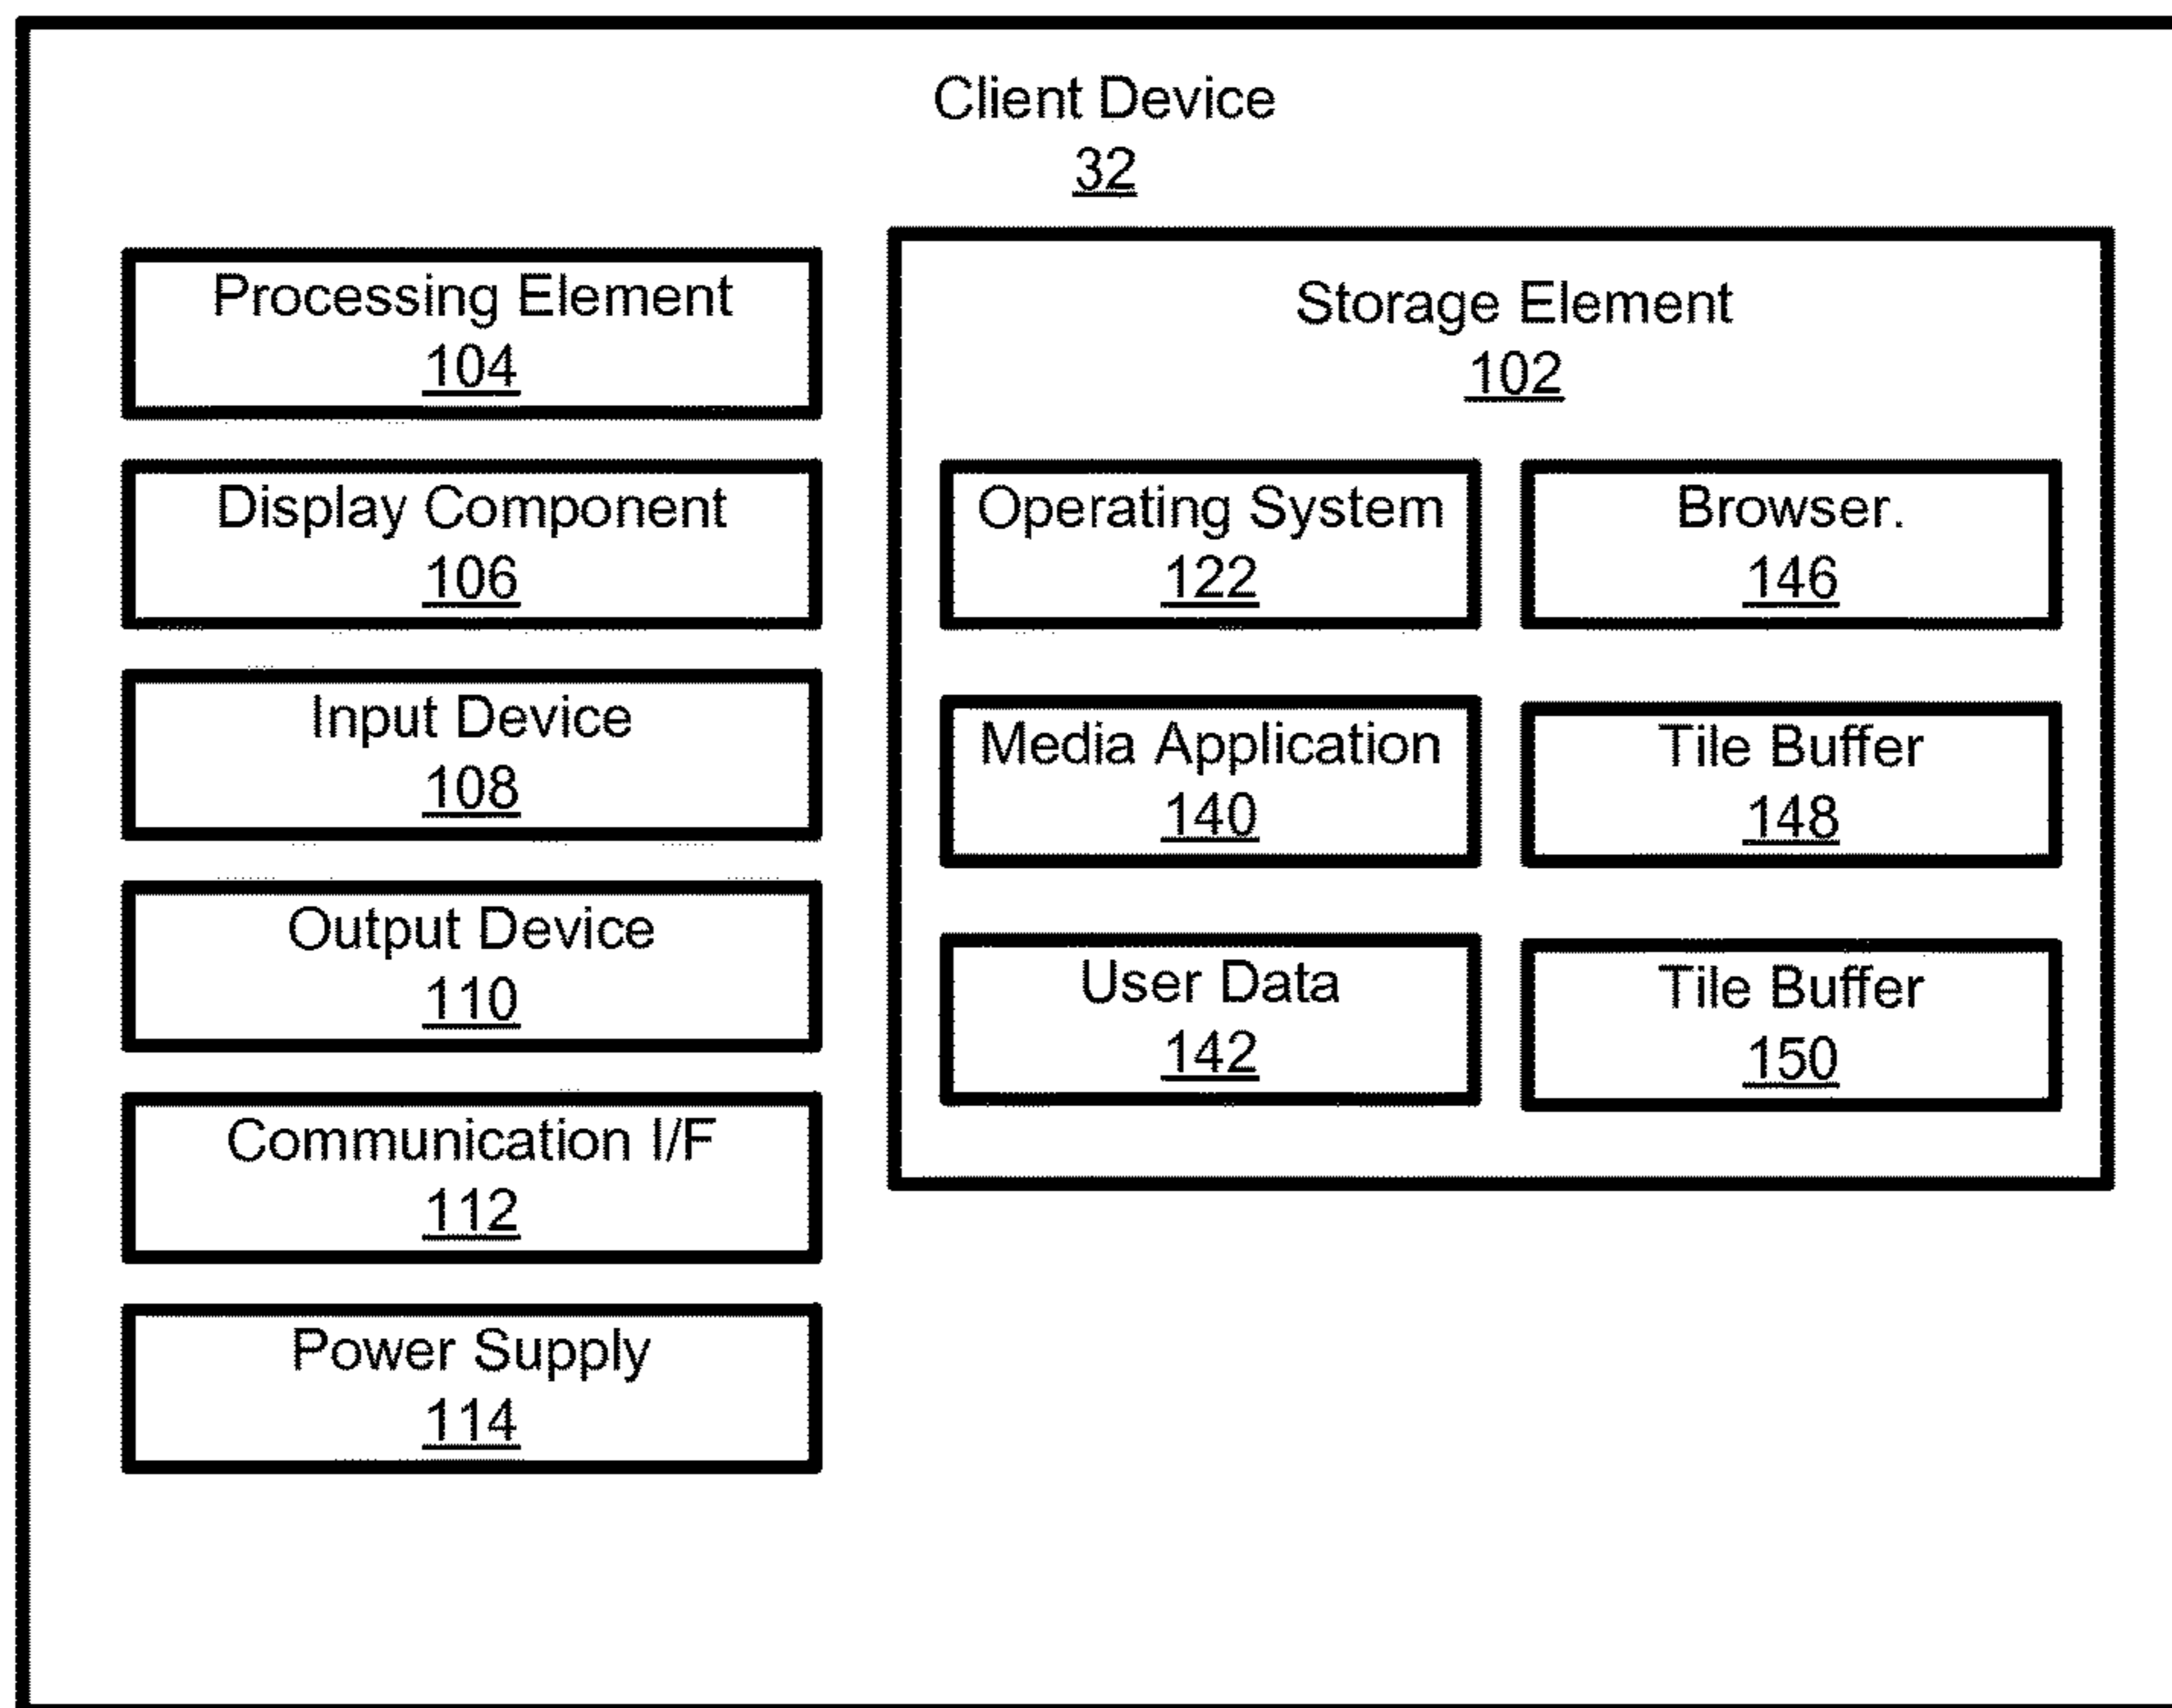 Client Device
32
Processing Element
104
Display Component
106
Input Device
108
Output Device
110
Communication I/F
112
Power Supply
114
Storage Element
102
Operating System
122
Browser.
146
Media Application
140
Tile Buffer
148
User Data
142
Tile Buffer
150